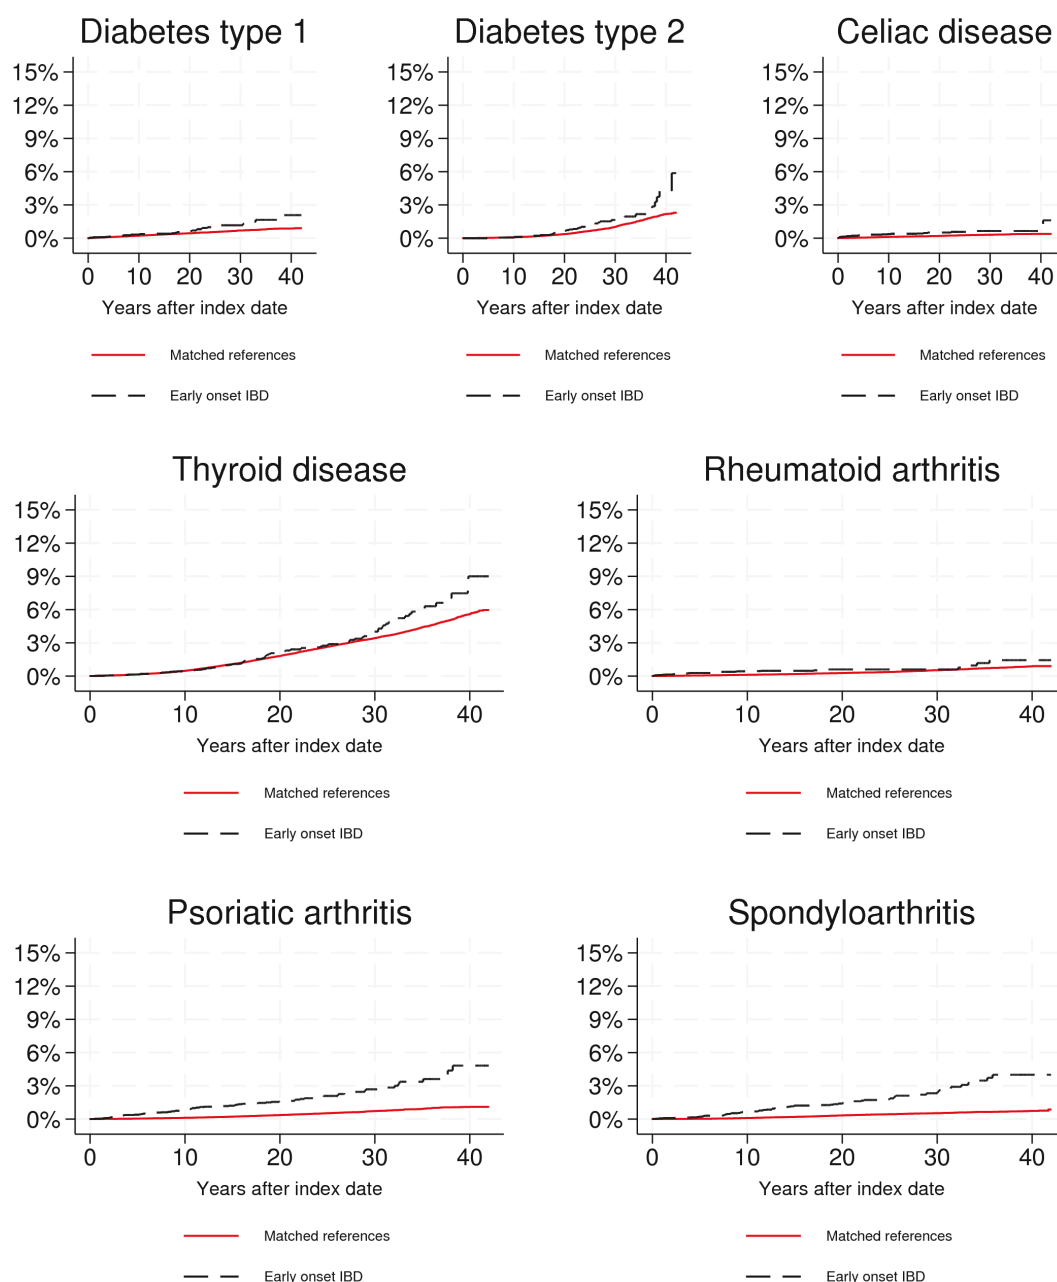 Diabetes type 1
15%
12%
9%
6%
3%
0%
0 10 20 30 40
Years after index date
Matched references
Early onset IBD
Diabetes type 2
15%
12%
9%
6%
3%
0%
0 10 20 30 40
Years after index date
Matched references
Early onset IBD
Celiac disease
15%
12%
9%
6%
3%
0%
0 10 20 30 40
Years after index date
Matched references
Early onset IBD
Thyroid disease
15%
12%
9%
6%
3%
0%
0 10 20 30 40
Years after index date
Matched references
Early onset IBD
Rheumatoid arthritis
15%
12%
9%
6%
3%
0%
0 10 20 30 40
Years after index date
Matched references
Early onset IBD
Psoriatic arthritis
15%
12%
9%
6%
3%
0%
0 10 20 30 40
Years after index date
Matched references
Early onset IBD
Spondyloarthritis
15%
12%
9%
6%
3%
0%
0 10 20 30 40
Years after index date
Matched references
Early onset IBD